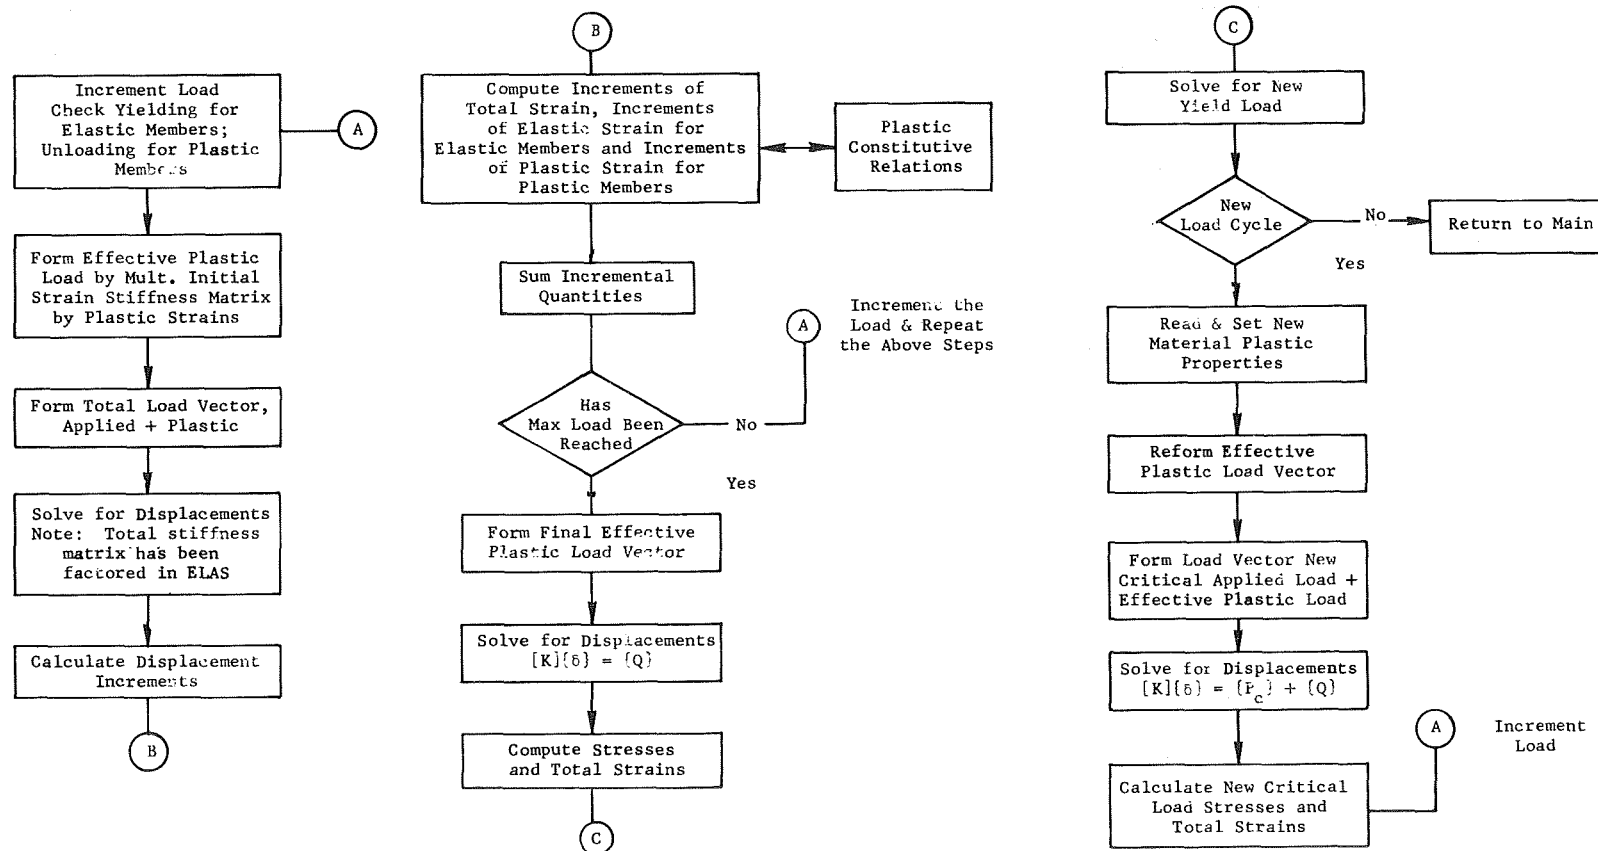 Increment Load
Check Yielding for
Elastic Members;
Unloading for Plastic
Members
A
Form Effective Plastic
Load by Mult. Initial
Strain Stiffness Matrix
by Plastic Strains
Form Total Load Vector,
Applied + Plastic
Solve for Displacements
Note: Total stiffness
matrix has been
factored in ELAS
Calculate Displacement
Increments
B
B
Compute Increments of
Total Strain, Increments
of Elastic Strain for
Elastic Members and Increments
of Plastic Strain for
Plastic Members
Plastic
Constitutive
Relations
Sum Incremental
Quantities
A
Increment the
Load & Repeat
the Above Steps
Has
Max Load Been
Reached
No
Yes
Form Final Effective
Plastic Load Vector
Solve for Displacements
[K]{δ} = {Q}
Compute Stresses
and Total Strains
C
C
Solve for New
Yield Load
New
Load Cycle
No
Return to Main
Yes
Read & Set New
Material Plastic
Properties
Reform Effective
Plastic Load Vector
Form Load Vector New
Critical Applied Load +
Effective Plastic Load
Solve for Displacements
[K]{δ} = {P_c} + {Q}
Calculate New Critical
Load Stresses and
Total Strains
A
Increment
Load